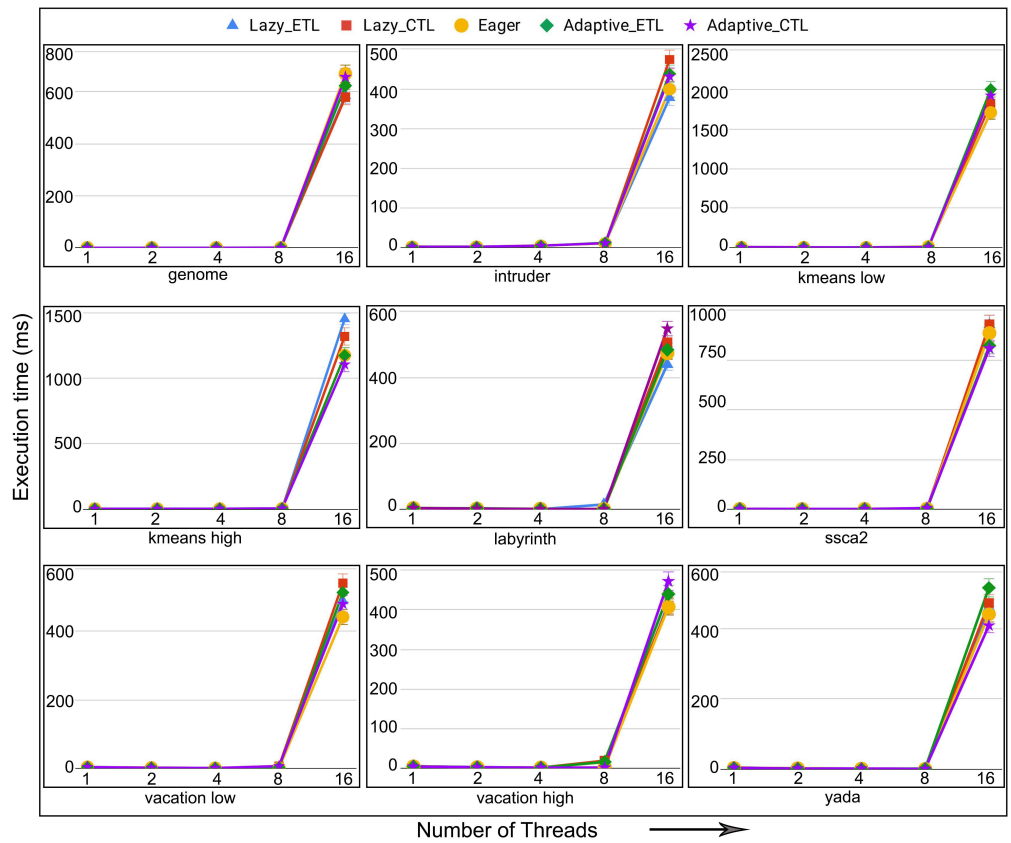 Lazy_ETL Lazy_CTL Eager Adaptive_ETL Adaptive_CTL
800
600
400
200
0
1 2 4 8 16
genome
500
400
300
200
100
0
1 2 4 8 16
intruder
2500
2000
1500
1000
500
0
1 2 4 8 16
kmeans low
Execution time (ms)
1500
1000
500
0
1 2 4 8 16
kmeans high
600
400
200
0
1 2 4 8 16
labyrinth
1000
750
500
250
0
1 2 4 8 16
ssca2
600
400
200
0
1 2 4 8 16
vacation low
500
400
300
200
100
0
1 2 4 8 16
vacation high
600
400
200
0
1 2 4 8 16
yada
Number of Threads